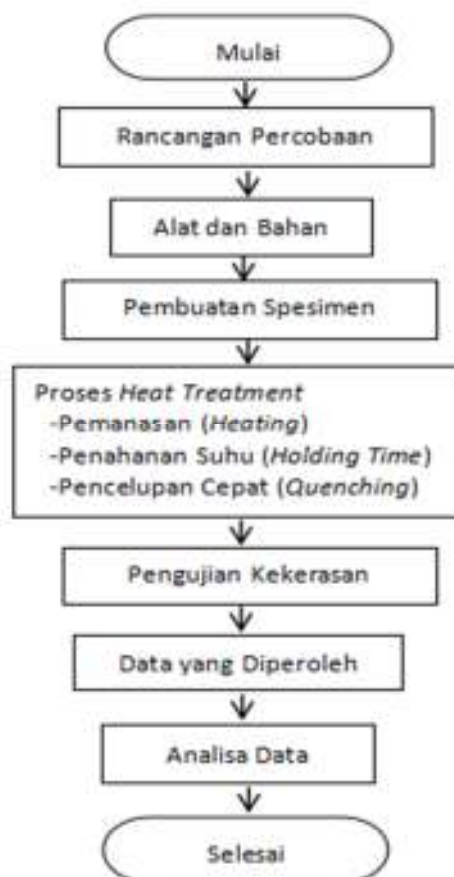 Mulai
Rancangan Percobaan
Alat dan Bahan
Pembuatan Spesimen
Proses Heat Treatment
-Pemanasan (Heating)
-Penahanan Suhu (Holding Time)
-Pencelupan Cepat (Quenching)
Pengujian Kekerasan
Data yang Diperoleh
Analisa Data
Selesai